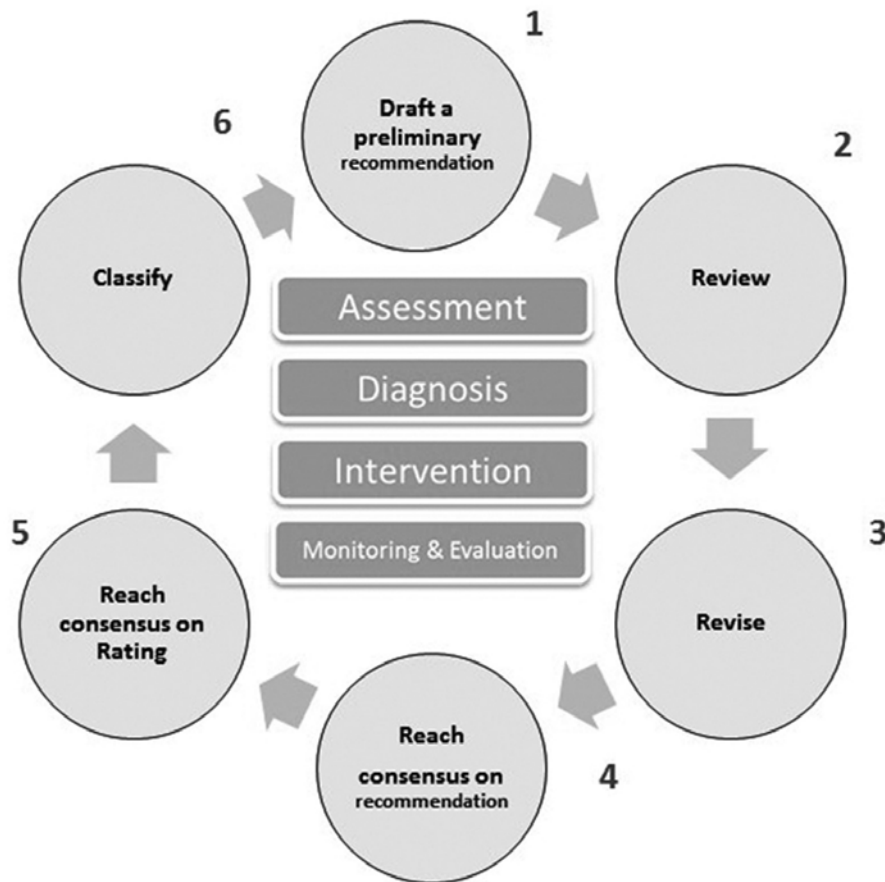 1
Draft a
preliminary
recommendation
2
Review
3
Revise
4
Reach
consensus on
recommendation
5
Reach
consensus on
Rating
6
Classify
Assessment
Diagnosis
Intervention
Monitoring & Evaluation